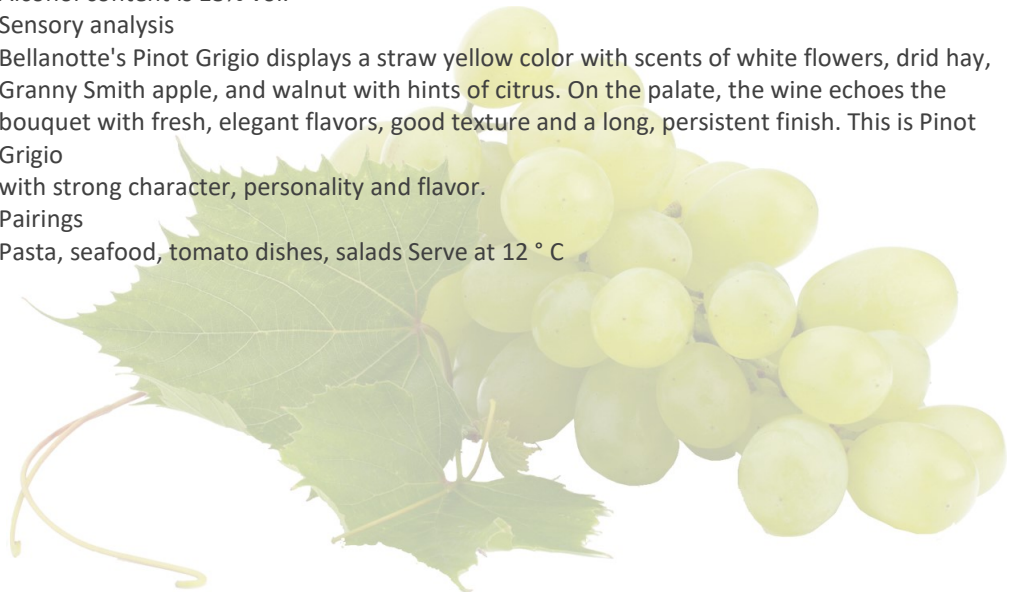 Alcohol content is
Sensory analysis
Bellanotte's Pinot Grigio displays a straw yellow color with scents of white flowers, drid hay,
Granny Smith apple, and walnut with hints of citrus. On the palate, the wine echoes the
bouquet with fresh, elegant flavors, good texture and a long, persistent finish. This is Pinot
Grigio
with strong character, personality and flavor.
Pairings
Pasta, seafood, tomato dishes, salads Serve at 12 ° C